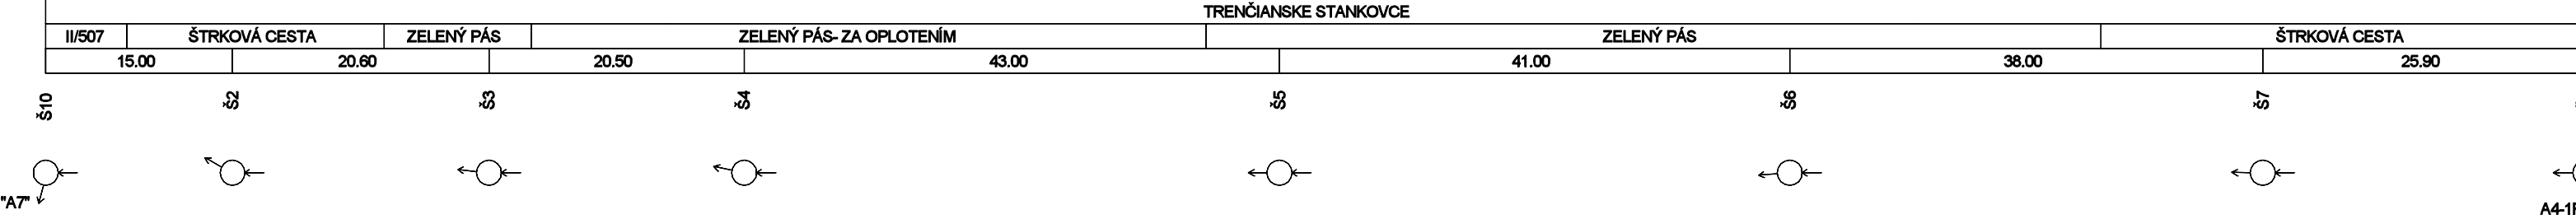 TRENČIANSKE STANKOVCE
II/507 ŠTRKOVÁ CESTA ZELENÝ PÁS ZELENÝ PÁS- ZA OPLOTENÍM ZELENÝ PÁS ŠTRKOVÁ CESTA
15.00 20.60 20.50 43.00 41.00 38.00 25.90
Š10 Š2 Š3 Š4 Š5 Š6 Š7
"A7"